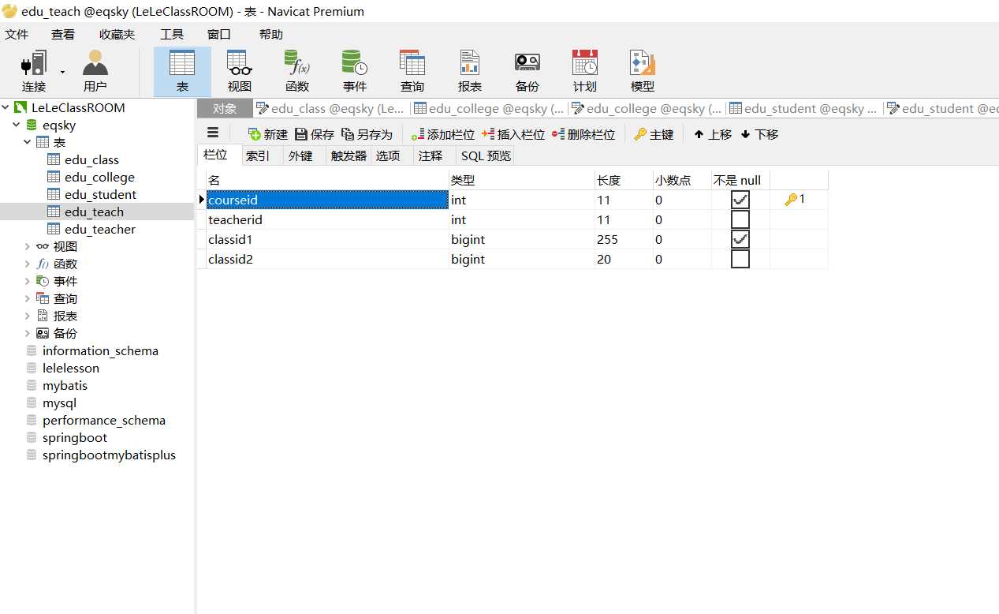 edu_teach @eqsky (LeLeClassROOM) - 表 - Navicat Premium
文件 查看 收藏夹 工具 窗口 帮助
连接 用户 表 视图 函数 事件 查询 报表 备份 计划 模型
对象 edu_class @eqsky (Le... edu_college @eqsky (... edu_college @eqsky (... edu_student @eqsky ... edu_student @ec
新建 保存 另存为 添加栏位 插入栏位 删除栏位 主键 上移 下移
栏位 索引 外键 触发器 选项 注释 SQL 预览
名 类型 长度 小数点 不是 null
courseid int 11 0 1
teacherid int 11 0
classid1 bigint 255 0
classid2 bigint 20 0
LeLeClassROOM
eqsky
表
edu_class
edu_college
edu_student
edu_teach
edu_teacher
视图
f() 函数
事件
查询
报表
备份
information_schema
lelelesson
mybatis
mysql
performance_schema
springboot
springbootmybatisplus